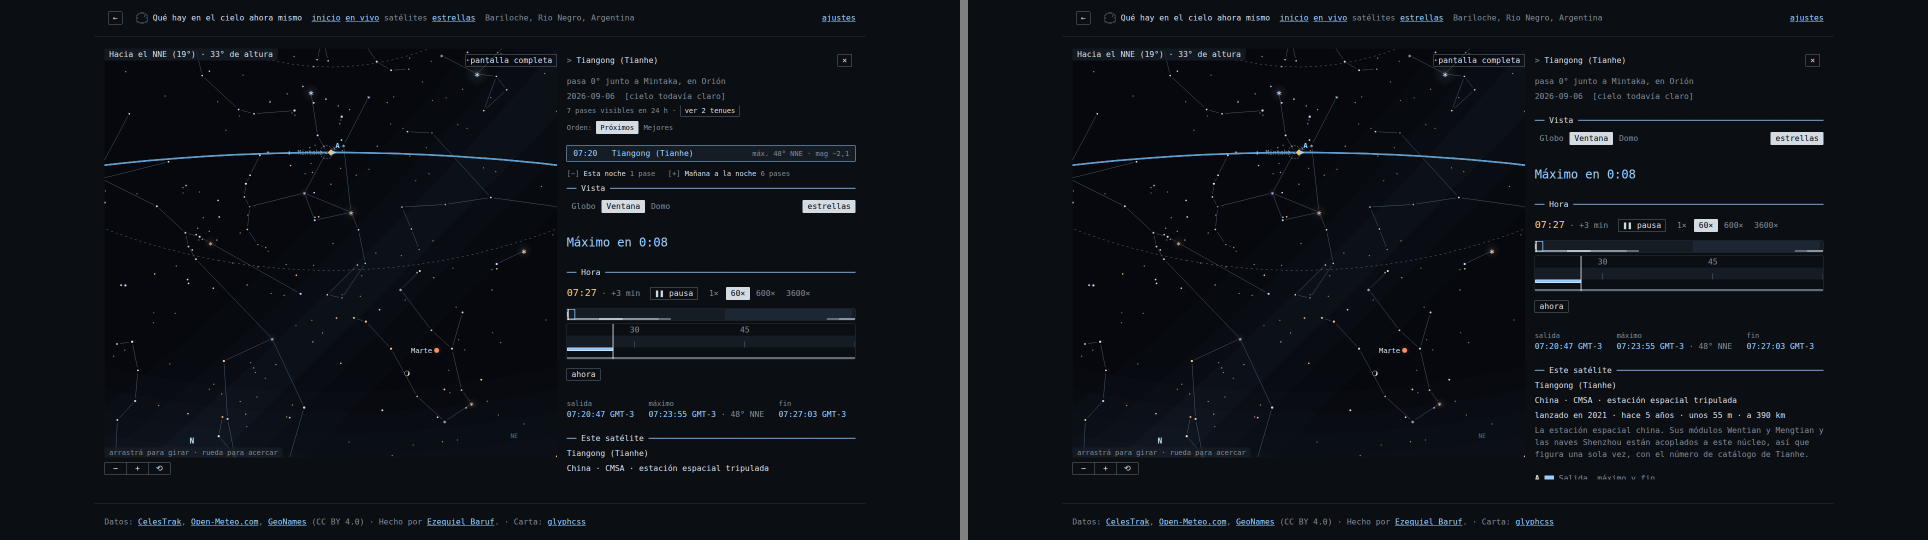 ← Qué hay en el cielo ahora mismo inicio en vivo satélites estrellas Bariloche, Río Negro, Argentina ajustes
Hacia el NNE (19°) · 33° de altura
pantalla completa
Mintaka
A
Marte
N
NE
arrastrá para girar · rueda para acercar
− + ⟲
> Tiangong (Tianhe) ×
pasa 0° junto a Mintaka, en Orión
2026-09-06 [cielo todavía claro]
7 pases visibles en 24 h · ver 2 tenues
Orden: Próximos Mejores
07:20 Tiangong (Tianhe) máx. 48° NNE · mag ~2,1
[−] Esta noche 1 pase [+] Mañana a la noche 6 pases
Vista
Globo Ventana Domo estrellas
Máximo en 0:08
Hora
07:27 · +3 min ❚❚ pausa 1× 60× 600× 3600×
30 45
ahora
salida máximo fin
07:20:47 GMT-3 07:23:55 GMT-3 · 48° NNE 07:27:03 GMT-3
Este satélite
Tiangong (Tianhe)
China · CMSA · estación espacial tripulada
Datos: CelesTrak, Open-Meteo.com, GeoNames (CC BY 4.0) · Hecho por Ezequiel Baruf. · Carta: glyphcss
← Qué hay en el cielo ahora mismo inicio en vivo satélites estrellas Bariloche, Río Negro, Argentina ajustes
Hacia el NNE (19°) · 33° de altura
pantalla completa
Mintaka
A
Marte
N
NE
arrastrá para girar · rueda para acercar
− + ⟲
> Tiangong (Tianhe) ×
pasa 0° junto a Mintaka, en Orión
2026-09-06 [cielo todavía claro]
Vista
Globo Ventana Domo estrellas
Máximo en 0:08
Hora
07:27 · +3 min ❚❚ pausa 1× 60× 600× 3600×
30 45
ahora
salida máximo fin
07:20:47 GMT-3 07:23:55 GMT-3 · 48° NNE 07:27:03 GMT-3
Este satélite
Tiangong (Tianhe)
China · CMSA · estación espacial tripulada
lanzado en 2021 · hace 5 años · unos 55 m · a 390 km
La estación espacial china. Sus módulos Wentian y Mengtian y
las naves Shenzhou están acoplados a este núcleo, así que
figura una sola vez, con el número de catálogo de Tianhe.
A Salida, máximo y fin
Datos: CelesTrak, Open-Meteo.com, GeoNames (CC BY 4.0) · Hecho por Ezequiel Baruf. · Carta: glyphcss